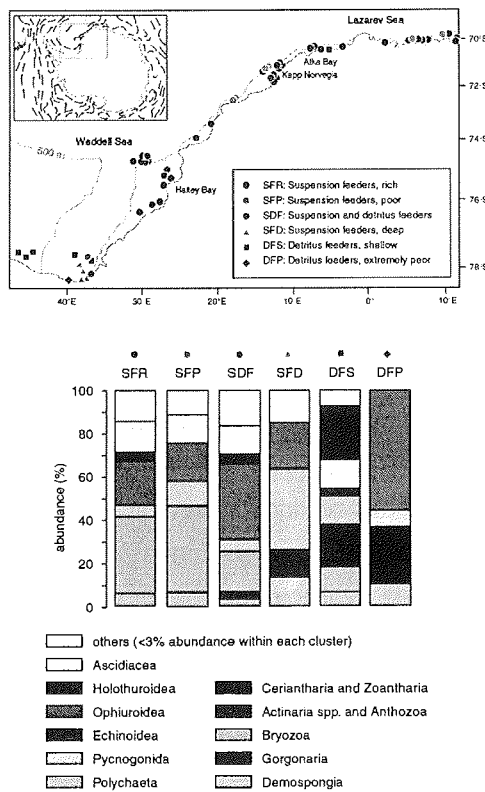 Lazarev Sea
70°S
Atka Bay
Kapp Norvegia
72°S
Weddell Sea
74°S
600 m
Halley Bay
76°S
SFR: Suspension feeders, rich
SFP: Suspension feeders, poor
SDF: Suspension and detritus feeders
SFD: Suspension feeders, deep
DFS: Detritus feeders, shallow
DFP: Detritus feeders, extremely poor
78°S
40°E 30°E 20°E 10°E 0° 10°E
SFR SFP SDF SFD DFS DFP
100
80
60
40
20
0
abundance (%)
others (<3% abundance within each cluster)
Ascidiacea
Holothuroidea Ceriantharia and Zoantharia
Ophiuroidea Actinaria spp. and Anthozoa
Echinoidea Bryozoa
Pycnogonida Gorgonaria
Polychaeta Demospongia